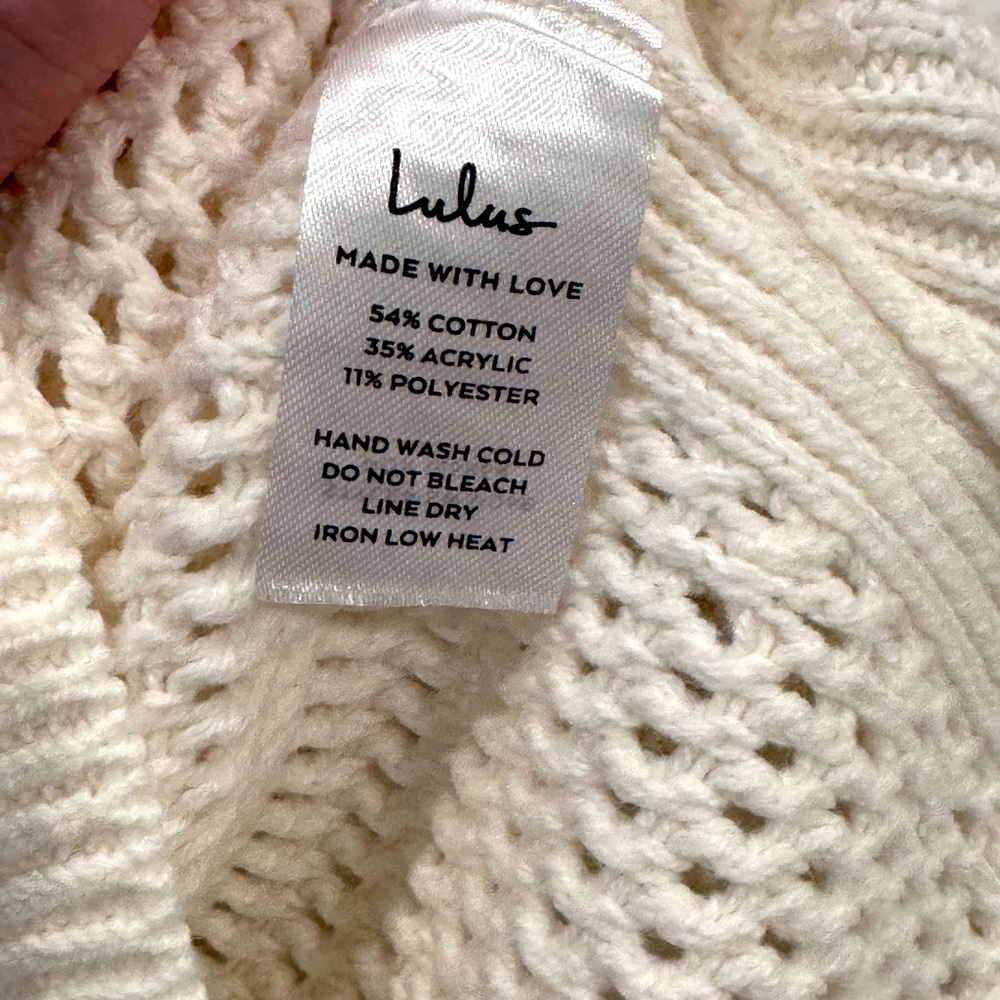 Lulus
MADE WITH LOVE
54% COTTON
35% ACRYLIC
11% POLYESTER
HAND WASH COLD
DO NOT BLEACH
LINE DRY
IRON LOW HEAT